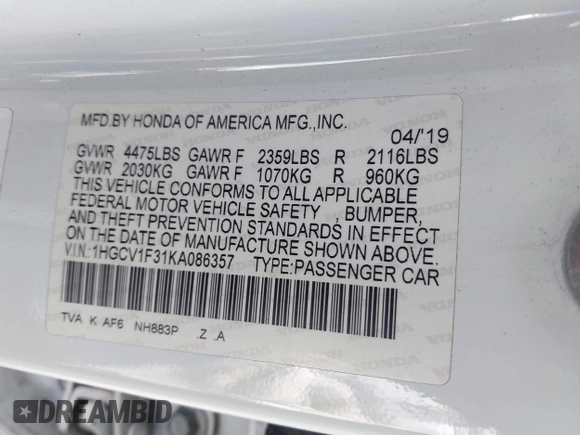 MFD.BY HONDA OF AMERICA MFG.,INC.
04/'19
GVWR 4475LBS GAWR F 2359LBS R 2116LBS
GVWR 2030KG GAWR F 1070KG R 960KG
THIS VEHICLE CONFORMS TO ALL APPLICABLE
FEDERAL MOTOR VEHICLE SAFETY , BUMPER,
AND THEFT PREVENTION STANDARDS IN EFFECT
ON THE DATE OF MANUFACTURE SHOWN ABOVE.
V.I.N.:1HGCV1F31KA086357 TYPE:PASSENGER CAR
TVA K AF6 NH883P .Z .A
DREAMBID